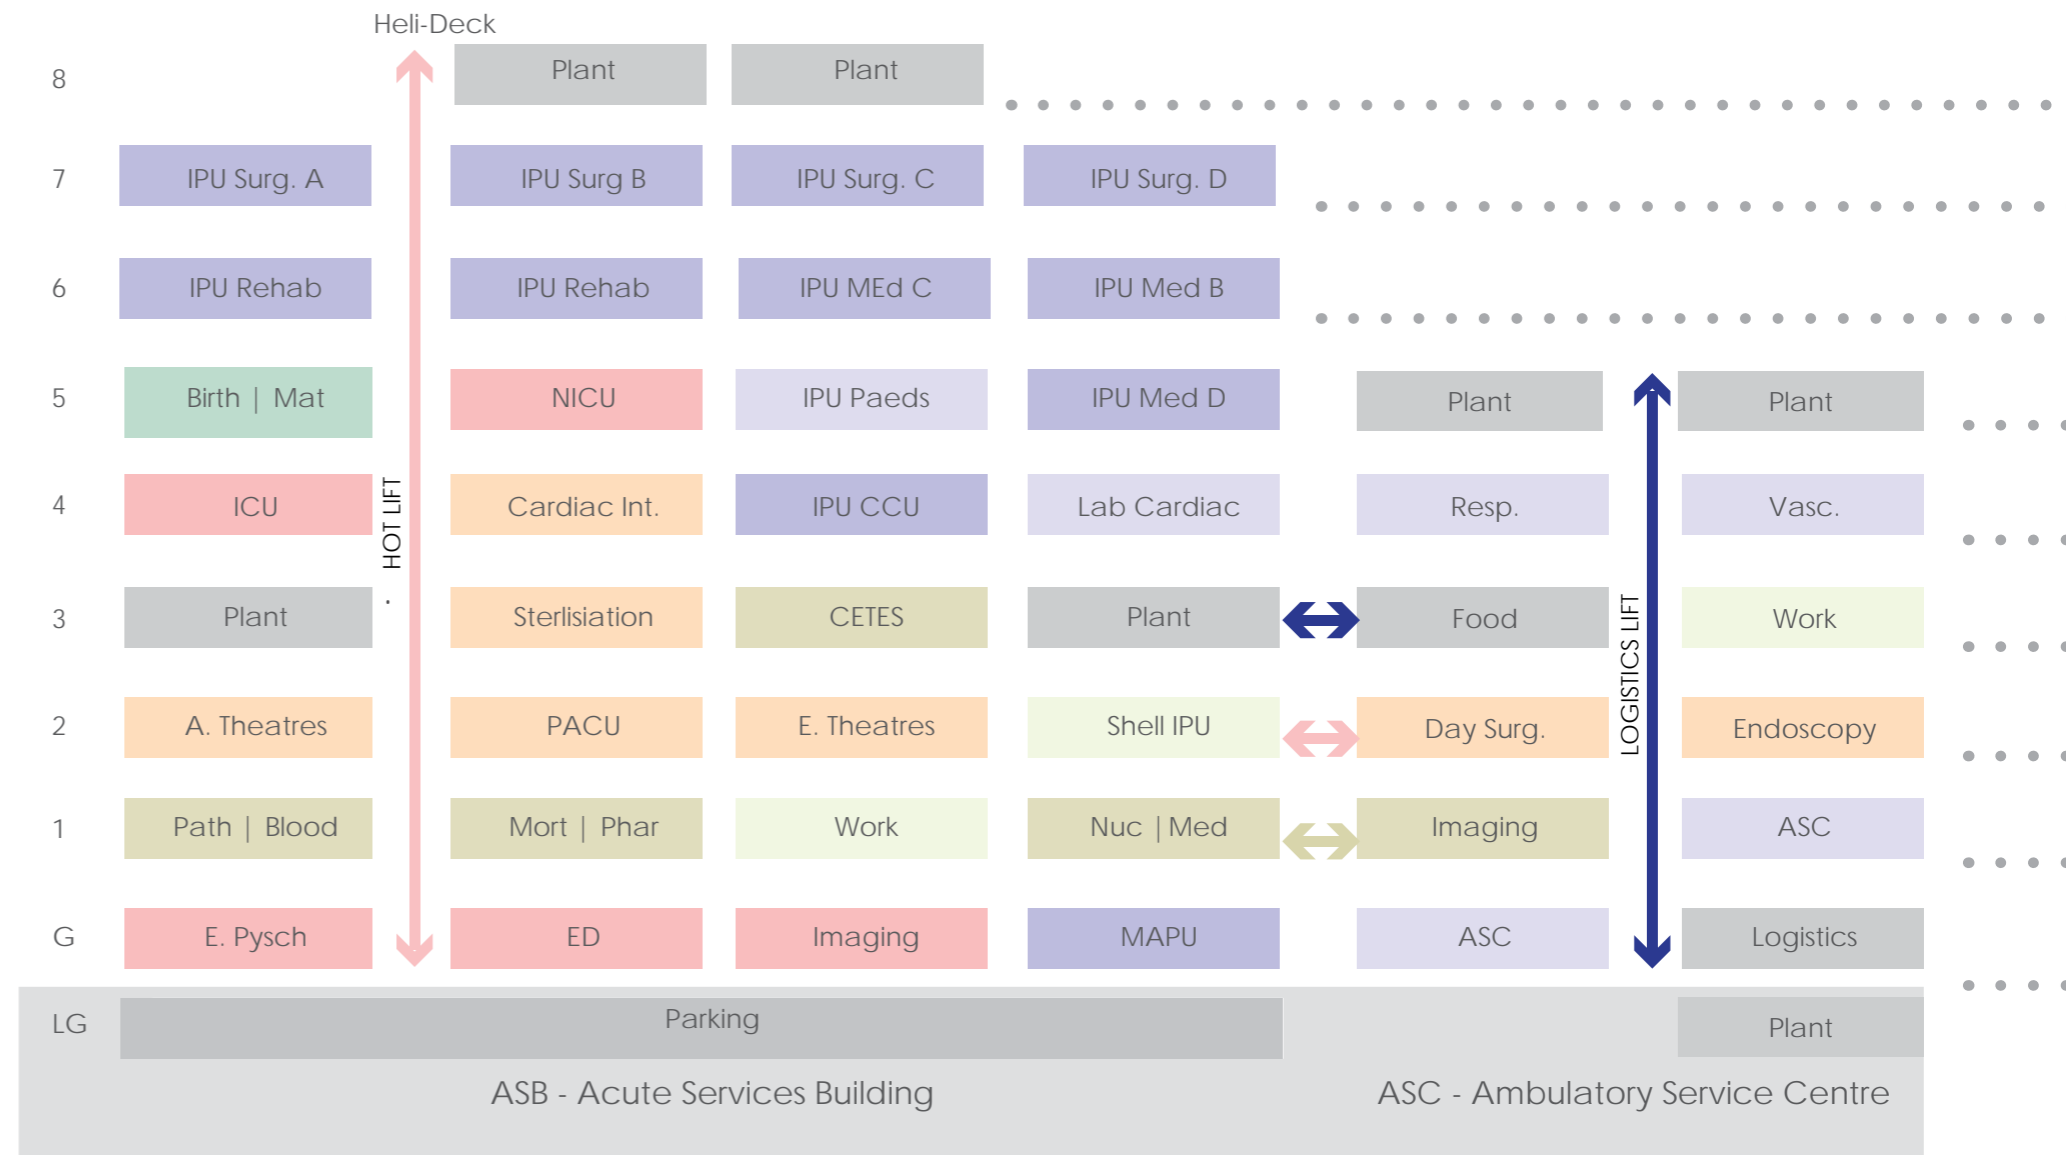 Heli-Deck
8 Plant Plant
7 IPU Surg. A IPU Surg B IPU Surg. C IPU Surg. D
6 IPU Rehab IPU Rehab IPU MEd C IPU Med B
5 Birth | Mat NICU IPU Paeds IPU Med D Plant Plant
4 ICU Cardiac Int. IPU CCU Lab Cardiac Resp. Vasc.
. HOT LIFT
3 Plant Sterlisiation CETES Plant Food Work
LOGISTICS LIFT
2 A. Theatres PACU E. Theatres Shell IPU Day Surg. Endoscopy
1 Path | Blood Mort | Phar Work Nuc |Med Imaging ASC
G E. Pysch ED Imaging MAPU ASC Logistics
LG Parking Plant
ASB - Acute Services Building ASC - Ambulatory Service Centre